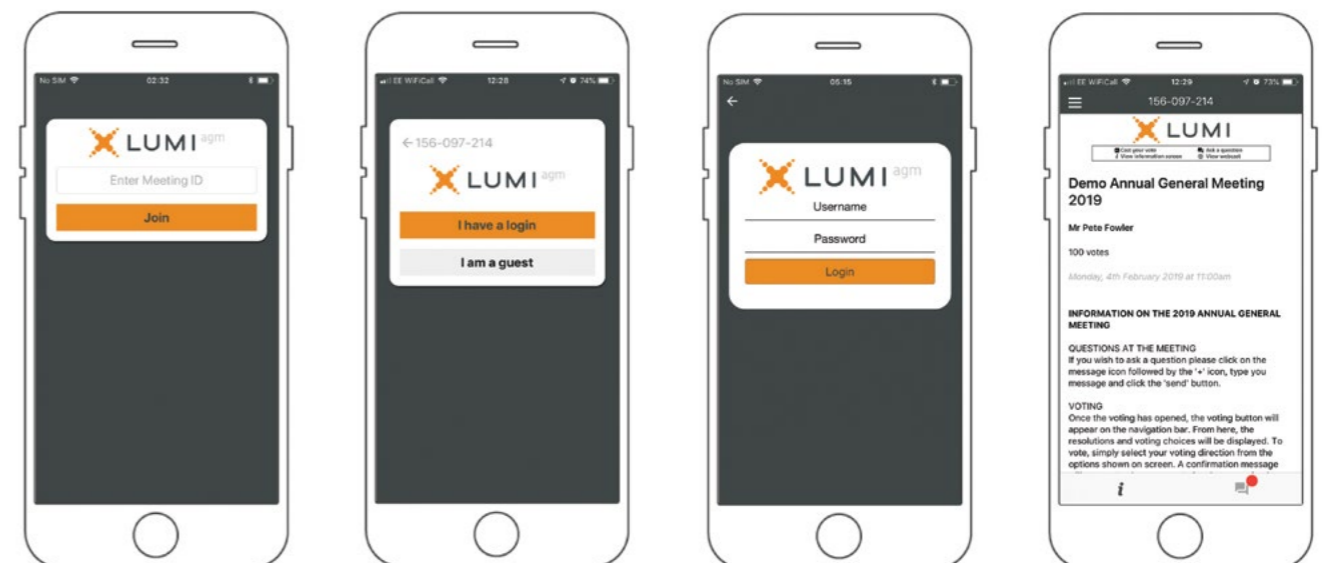 No SIM 02:32
LUMI agm
Enter Meeting ID
Join
EE WiFiCall 12:28 74%
←156-097-214
LUMI agm
I have a login
I am a guest
No SIM 05:15
←
LUMI agm
Username
Password
Login
EE WiFiCall 12:29 73%
156-097-214
LUMI
Cast your vote Ask a question
View information screen View webcast
Demo Annual General Meeting
2019
Mr Pete Fowler
100 votes
Monday, 4th February 2019 at 11:00am
INFORMATION ON THE 2019 ANNUAL GENERAL
MEETING
QUESTIONS AT THE MEETING
If you wish to ask a question please click on the
message icon followed by the '+' icon, type you
message and click the 'send' button.
VOTING
Once the voting has opened, the voting button will
appear on the navigation bar. From here, the
resolutions and voting choices will be displayed. To
vote, simply select your voting direction from the
options shown on screen. A confirmation message
i